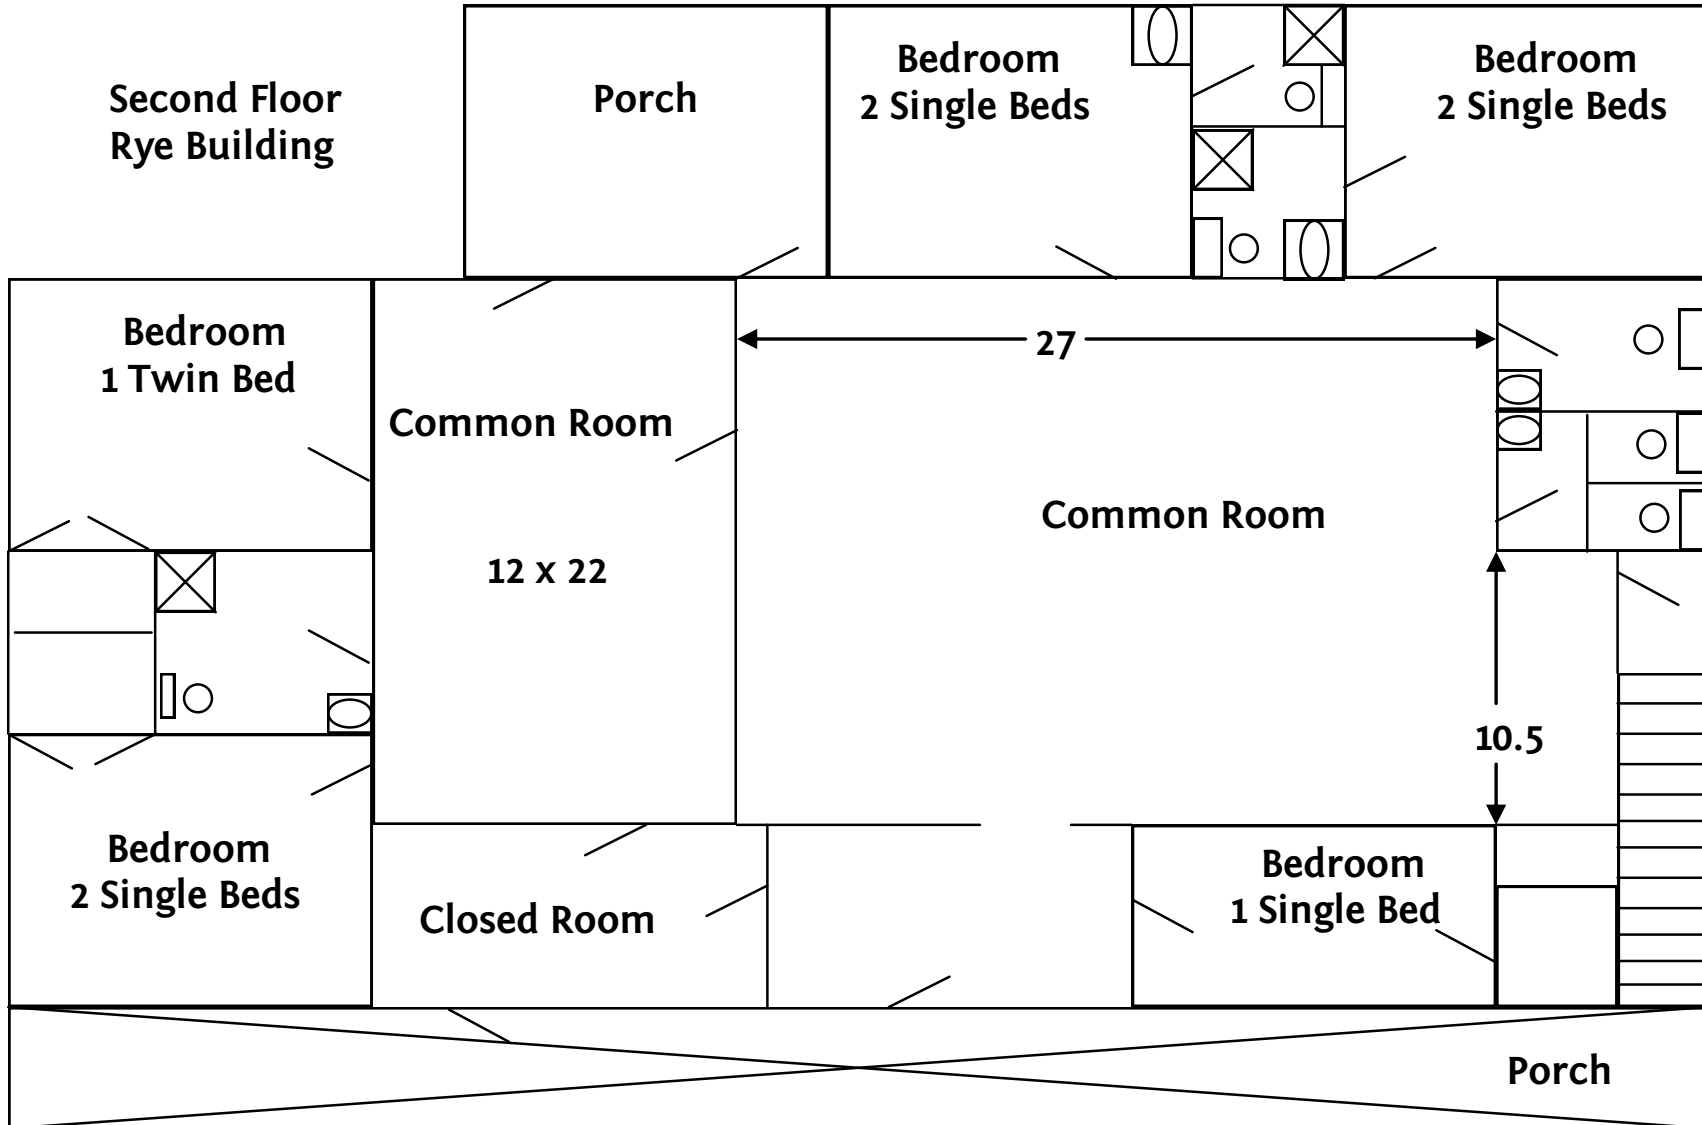 Second Floor
Rye Building
Porch
Bedroom
2 Single Beds
Bedroom
2 Single Beds
Bedroom
1 Twin Bed
Common Room
12 x 22
27
Common Room
10.5
Bedroom
2 Single Beds
Closed Room
Bedroom
1 Single Bed
Porch